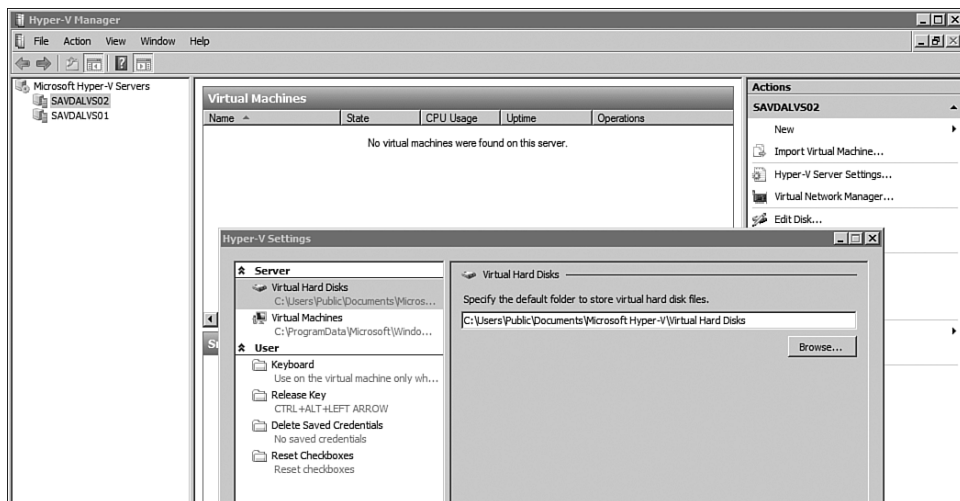 Hyper-V Manager
File Action View Window Help
Microsoft Hyper-V Servers
SAVDALVS02
SAVDALVS01
Virtual Machines
Name State CPU Usage Uptime Operations
No virtual machines were found on this server.
Actions
SAVDALVS02
New
Import Virtual Machine...
Hyper-V Server Settings...
Virtual Network Manager...
Edit Disk...
Hyper-V Settings
Server
Virtual Hard Disks
C:\Users\Public\Documents\Micros...
Virtual Machines
C:\ProgramData\Microsoft\Windo...
User
Keyboard
Use on the virtual machine only wh...
Release Key
CTRL+ALT+LEFT ARROW
Delete Saved Credentials
No saved credentials
Reset Checkboxes
Reset checkboxes
Virtual Hard Disks
Specify the default folder to store virtual hard disk files.
C:\Users\Public\Documents\Microsoft Hyper-V\Virtual Hard Disks
Browse...